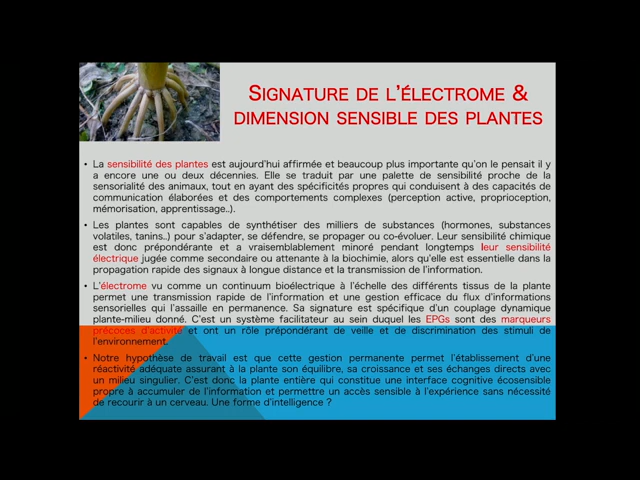 SIGNATURE DE L'ÉLECTROME &
DIMENSION SENSIBLE DES PLANTES
• La sensibilité des plantes est aujourd'hui affirmée et beaucoup plus importante qu'on le pensait il y
a encore une ou deux décennies. Elle se traduit par une palette de sensibilité proche de la
sensorialité des animaux, tout en ayant des spécificités propres qui conduisent à des capacités de
communication élaborées et des comportements complexes (perception active, proprioception,
mémorisation, apprentissage..).
• Les plantes sont capables de synthétiser des milliers de substances (hormones, substances
volatiles, tanins..) pour s'adapter, se défendre, se propager ou co-évoluer. Leur sensibilité chimique
est donc prépondérante et a vraisemblablement minoré pendant longtemps leur sensibilité
électrique jugée comme secondaire ou attenante à la biochimie, alors qu'elle est essentielle dans la
propagation rapide des signaux à longue distance et la transmission de l'information.
• L'électrome vu comme un continuum bioélectrique à l'échelle des différents tissus de la plante
permet une transmission rapide de l'information et une gestion efficace du flux d'informations
sensorielles qui l'assaille en permanence. Sa signature est spécifique d'un couplage dynamique
plante-milieu donné. C'est un système facilitateur au sein duquel les EPGs sont des marqueurs
précoces d'activité et ont un rôle prépondérant de veille et de discrimination des stimuli de
l'environnement.
• Notre hypothèse de travail est que cette gestion permanente permet l'établissement d'une
réactivité adéquate assurant à la plante son équilibre, sa croissance et ses échanges directs avec
un milieu singulier. C'est donc la plante entière qui constitue une interface cognitive écosensible
propre à accumuler de l'information et permettre un accès sensible à l'expérience sans nécessité
de recourir à un cerveau. Une forme d'intelligence ?